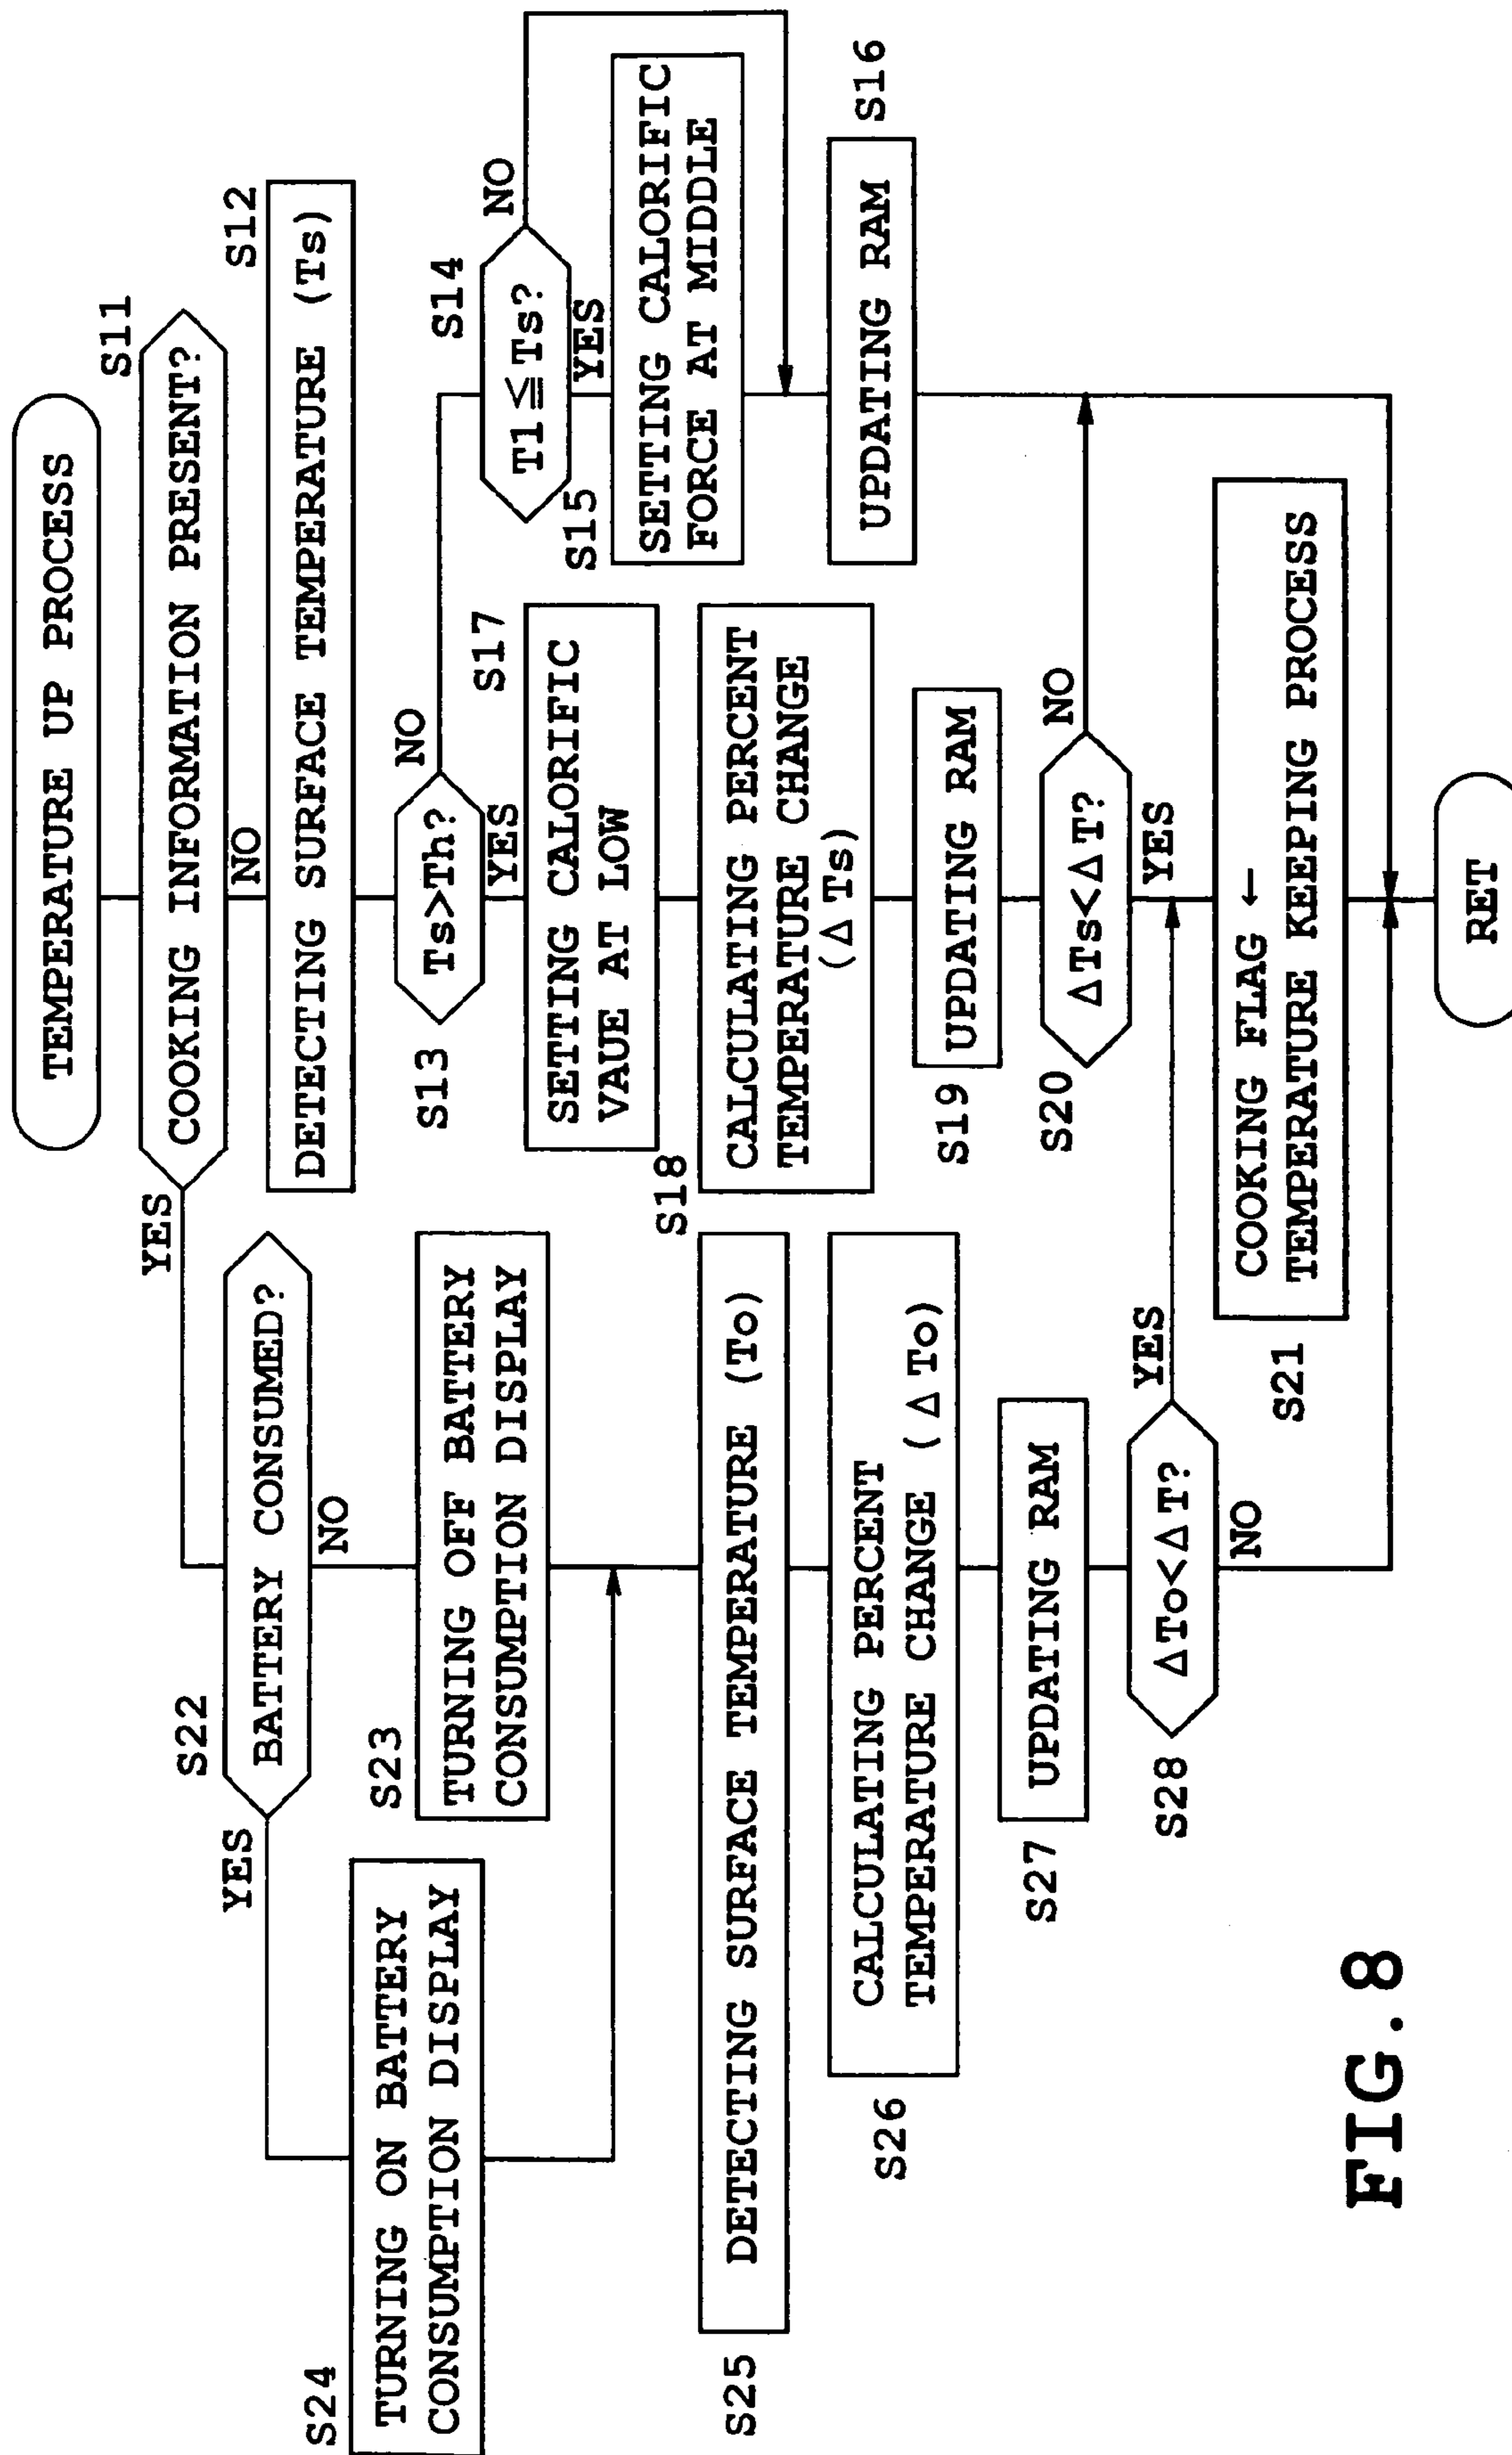 TEMPERATURE UP PROCESS
S11
COOKING INFORMATION PRESENT?
YES
NO
S12
DETECTING SURFACE TEMPERATURE (Ts)
S13
Ts>Th?
NO
YES
S14
T1≦Ts?
NO
YES
S15
SETTING CALORIFIC
FORCE AT MIDDLE
S16
UPDATING RAM
S17
SETTING CALORIFIC
VAUE AT LOW
S18
CALCULATING PERCENT
TEMPERATURE CHANGE
(ΔTs)
S19
UPDATING RAM
S20
ΔTs<ΔT?
NO
YES
S21
COOKING FLAG ←
TEMPERATURE KEEPING PROCESS
S22
BATTERY CONSUMED?
YES
NO
S23
TURNING OFF BATTERY
CONSUMPTION DISPLAY
S24
TURNING ON BATTERY
CONSUMPTION DISPLAY
S25
DETECTING SURFACE TEMPERATURE (To)
S26
CALCULATING PERCENT
TEMPERATURE CHANGE (ΔTo)
S27
UPDATING RAM
S28
ΔTo<ΔT?
YES
NO
RET
FIG.8